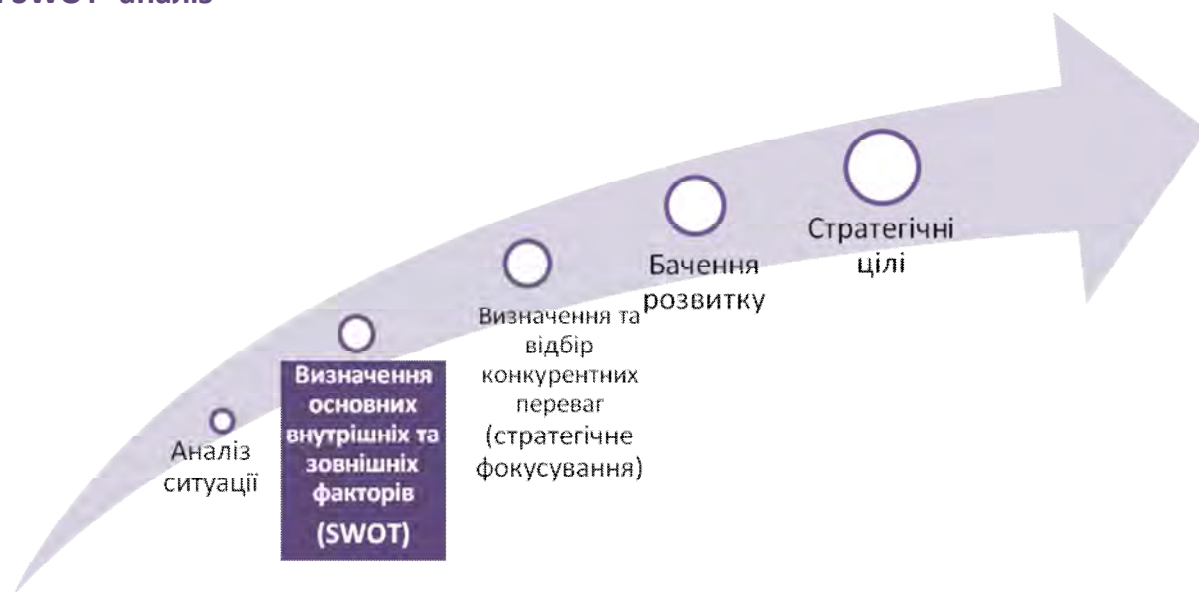 SWOT- аналіз
Аналіз
ситуації
Визначення
основних
внутрішніх та
зовнішніх
факторів
(SWOT)
Визначення та
відбір
конкурентних
переваг
(стратегічне
фокусування)
Бачення
розвитку
Стратегічні
цілі